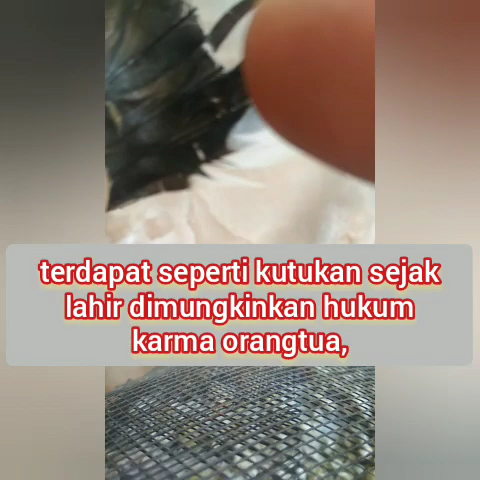 terdapat seperti kutukan sejak
lahir dimungkinkan hukum
karma orangtua,